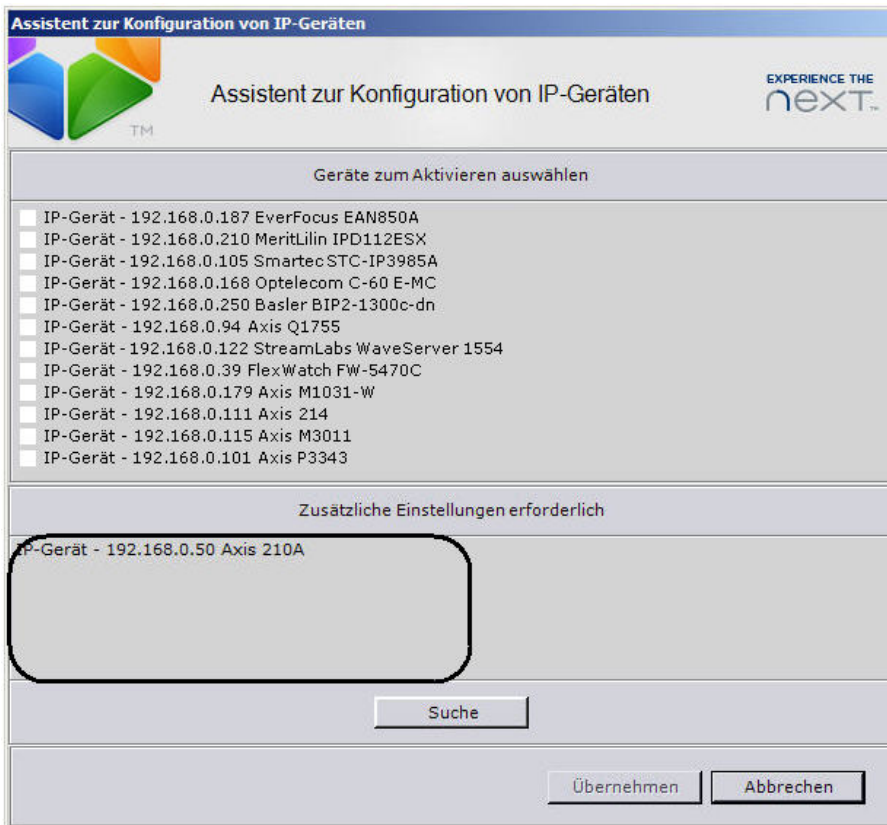 Assistent zur Konfiguration von IP-Geräten
Assistent zur Konfiguration von IP-Geräten
EXPERIENCE THE
next™
TM
Geräte zum Aktivieren auswählen
IP-Gerät - 192.168.0.187 EverFocus EAN850A
IP-Gerät - 192.168.0.210 MeritLilin IPD112ESX
IP-Gerät - 192.168.0.105 Smartec STC-IP3985A
IP-Gerät - 192.168.0.168 Optelecom C-60 E-MC
IP-Gerät - 192.168.0.250 Basler BIP2-1300c-dn
IP-Gerät - 192.168.0.94 Axis Q1755
IP-Gerät - 192.168.0.122 StreamLabs WaveServer 1554
IP-Gerät - 192.168.0.39 FlexWatch FW-5470C
IP-Gerät - 192.168.0.179 Axis M1031-W
IP-Gerät - 192.168.0.111 Axis 214
IP-Gerät - 192.168.0.115 Axis M3011
IP-Gerät - 192.168.0.101 Axis P3343
Zusätzliche Einstellungen erforderlich
IP-Gerät - 192.168.0.50 Axis 210A
Suche
Übernehmen
Abbrechen